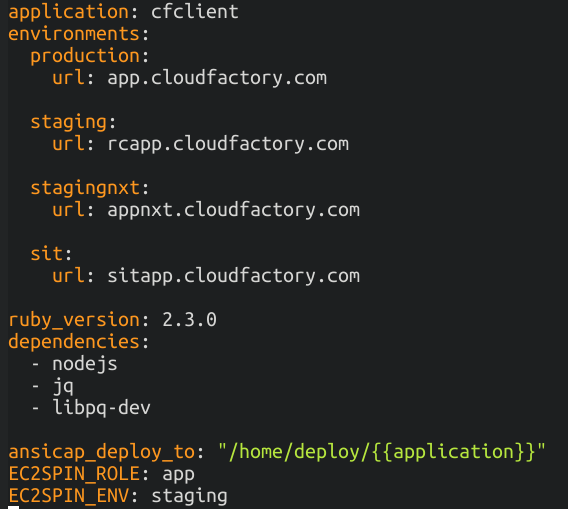 application: cfclient
environments:
  production:
    url: app.cloudfactory.com
  staging:
    url: rcapp.cloudfactory.com
  stagingnxt:
    url: appnxt.cloudfactory.com
  sit:
    url: sitapp.cloudfactory.com
ruby_version: 2.3.0
dependencies:
  - nodejs
  - jq
  - libpq-dev
ansicap_deploy_to: "/home/deploy/{{application}}"
EC2SPIN_ROLE: app
EC2SPIN_ENV: staging